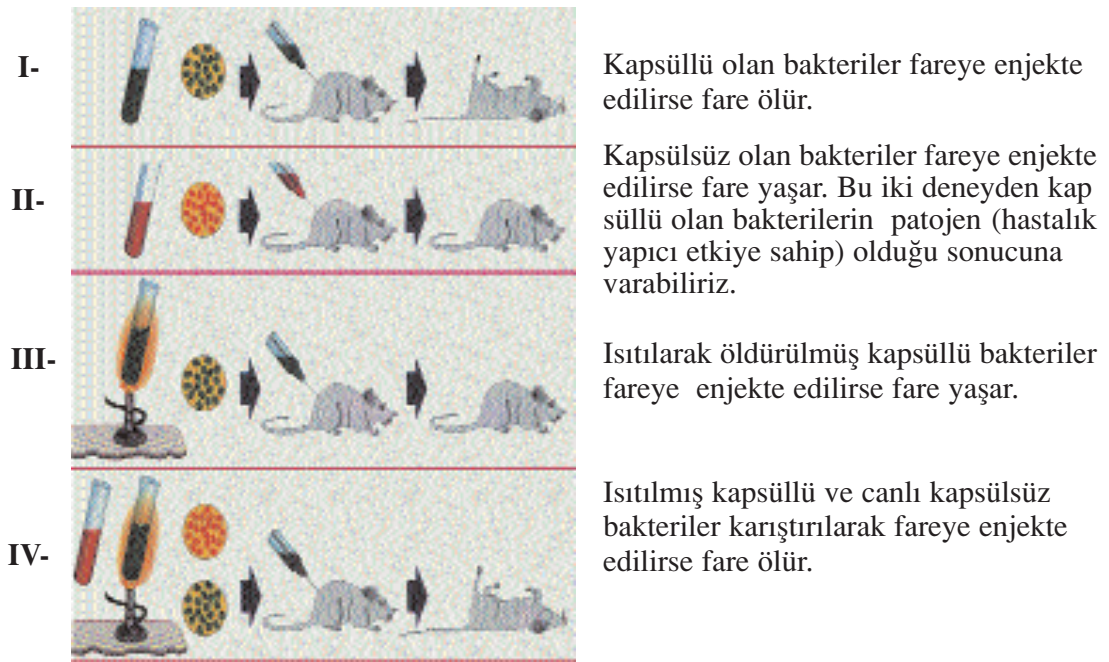 I-
Kapsüllü olan bakteriler fareye enjekte
edilirse fare ölür.
II-
Kapsülsüz olan bakteriler fareye enjekte
edilirse fare yaşar. Bu iki deneyden kap
süllü olan bakterilerin patojen (hastalık
yapıcı etkiye sahip) olduğu sonucuna
varabiliriz.
III-
Isıtılarak öldürülmüş kapsüllü bakteriler
fareye enjekte edilirse fare yaşar.
IV-
Isıtılmış kapsüllü ve canlı kapsülsüz
bakteriler karıştırılarak fareye enjekte
edilirse fare ölür.